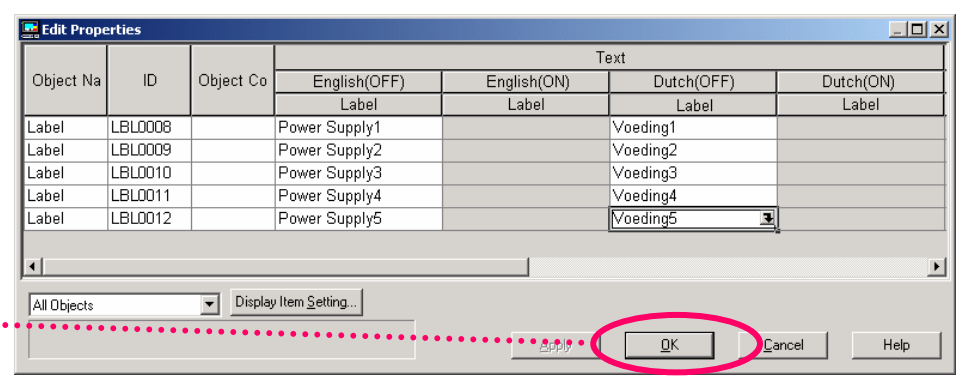 Edit Properties
Text
Object Na ID Object Co English(OFF) English(ON) Dutch(OFF) Dutch(ON)
Label Label Label Label
Label LBL0008 Power Supply1 Voeding1
Label LBL0009 Power Supply2 Voeding2
Label LBL0010 Power Supply3 Voeding3
Label LBL0011 Power Supply4 Voeding4
Label LBL0012 Power Supply5 Voeding5
All Objects Display Item Setting...
Apply OK Cancel Help